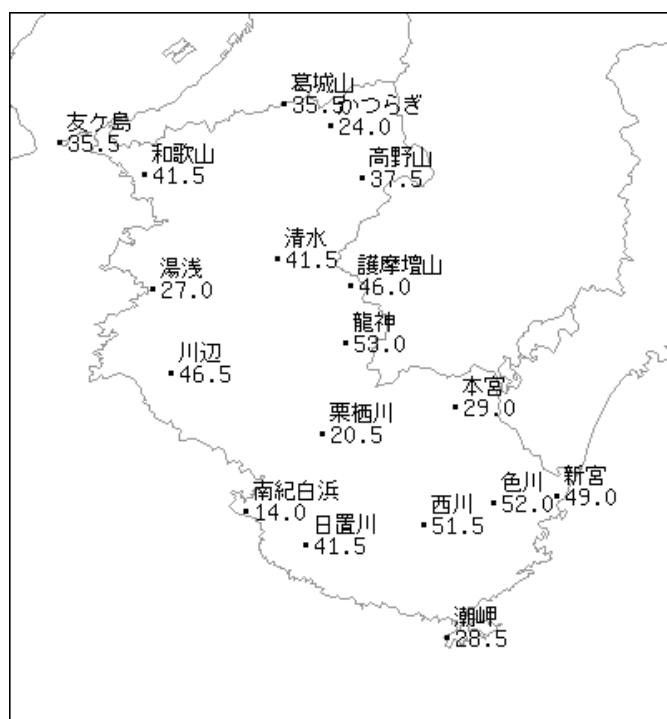 葛城山
35.5
かつらぎ
24.0
友ケ島
35.5
和歌山
41.5
高野山
37.5
清水
41.5
護摩壇山
46.0
湯浅
27.0
龍神
53.0
川辺
46.5
本宮
29.0
栗栖川
20.5
南紀白浜
14.0
日置川
41.5
西川
51.5
色川
52.0
新宮
49.0
潮岬
28.5